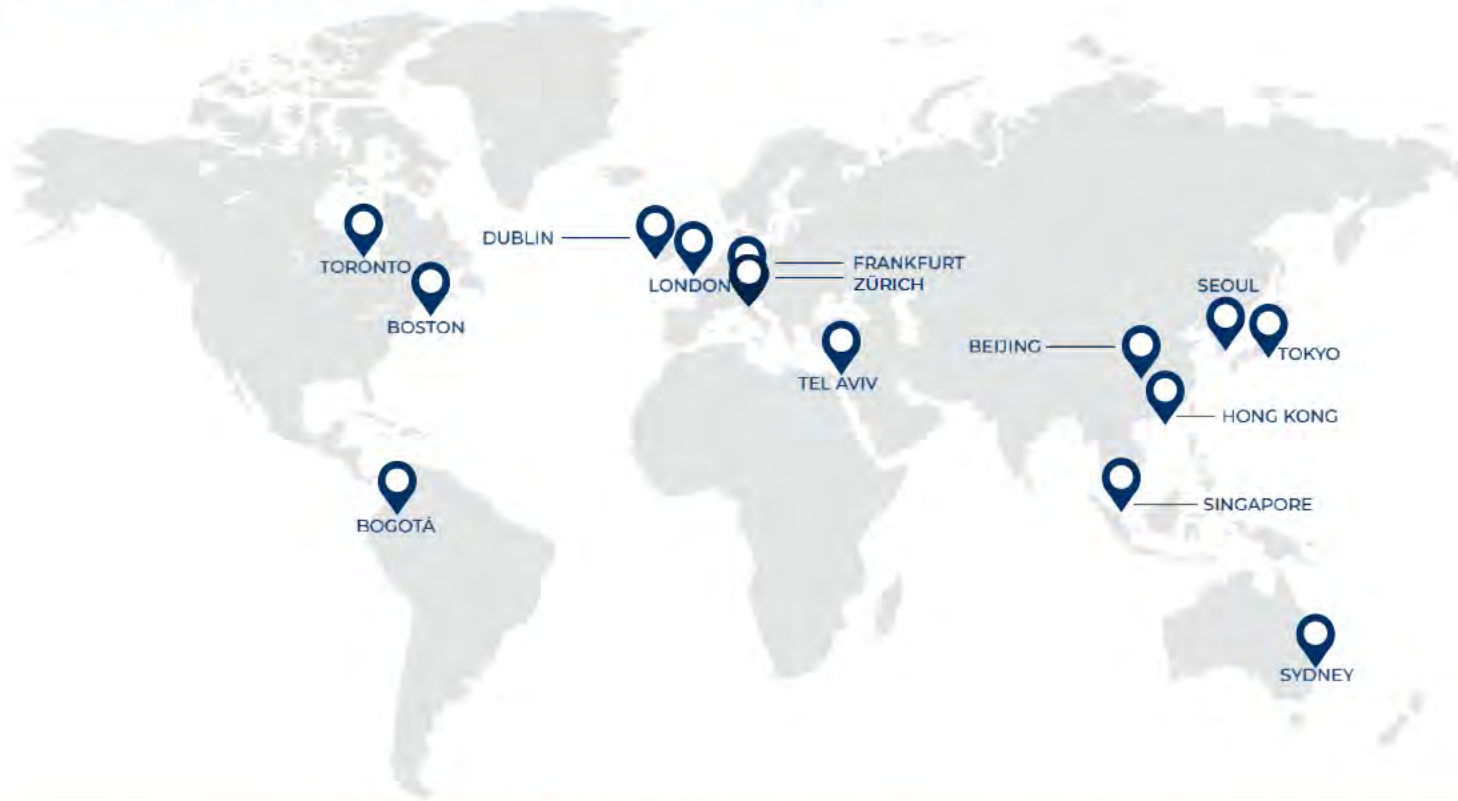 DUBLIN
TORONTO
FRANKFURT
ZÜRICH
LONDON
SEOUL
BOSTON
BEIJING
TOKYO
TEL AVIV
HONG KONG
SINGAPORE
BOGOTÁ
SYDNEY